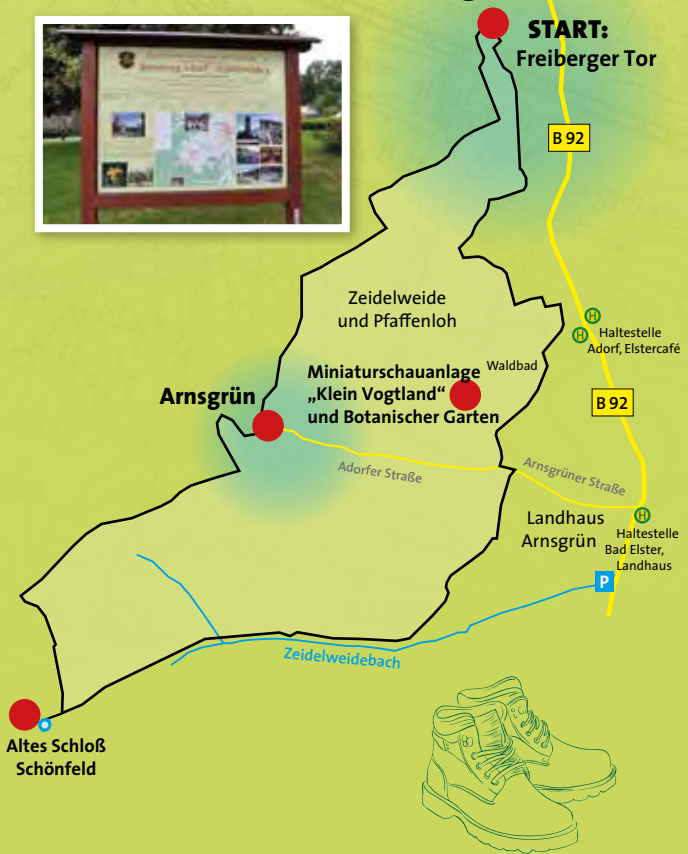 START:
Freiberger Tor
B 92
Zeidelweide
und Pfaffenloh
H
H
Haltestelle
Adorf, Elstercafé
Miniaturschauanlage
„Klein Vogtland“
und Botanischer Garten
Waldbad
Arnsgrün
B 92
Adorfer Straße
Arnsgrüner Straße
Landhaus
Arnsgrün
H
Haltestelle
Bad Elster,
Landhaus
P
Zeidelweidebach
Altes Schloß
Schönfeld